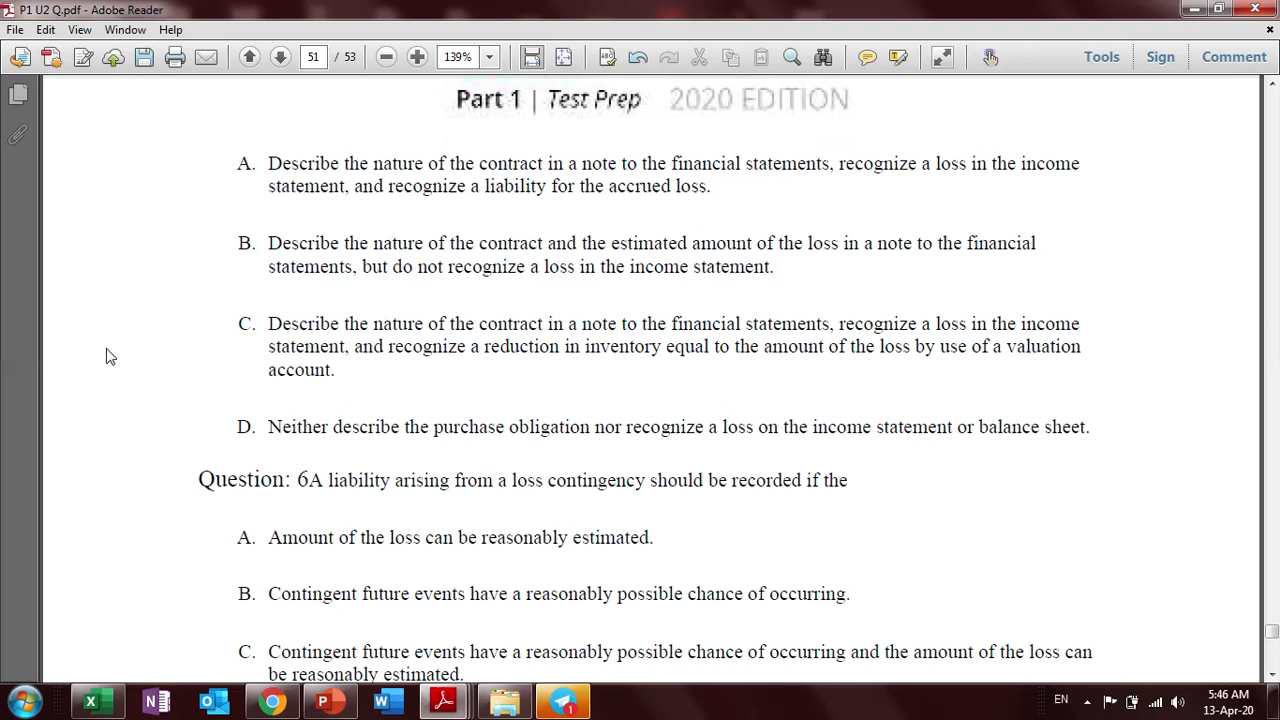 P1 U2 Q.pdf - Adobe Reader
File Edit View Window Help
51 / 53 139% Tools Sign Comment
Part 1 | Test Prep 2020 EDITION
A. Describe the nature of the contract in a note to the financial statements, recognize a loss in the income
statement, and recognize a liability for the accrued loss.
B. Describe the nature of the contract and the estimated amount of the loss in a note to the financial
statements, but do not recognize a loss in the income statement.
C. Describe the nature of the contract in a note to the financial statements, recognize a loss in the income
statement, and recognize a reduction in inventory equal to the amount of the loss by use of a valuation
account.
D. Neither describe the purchase obligation nor recognize a loss on the income statement or balance sheet.
Question: 6A liability arising from a loss contingency should be recorded if the
A. Amount of the loss can be reasonably estimated.
B. Contingent future events have a reasonably possible chance of occurring.
C. Contingent future events have a reasonably possible chance of occurring and the amount of the loss can
be reasonably estimated.
EN 5:46 AM
13-Apr-20